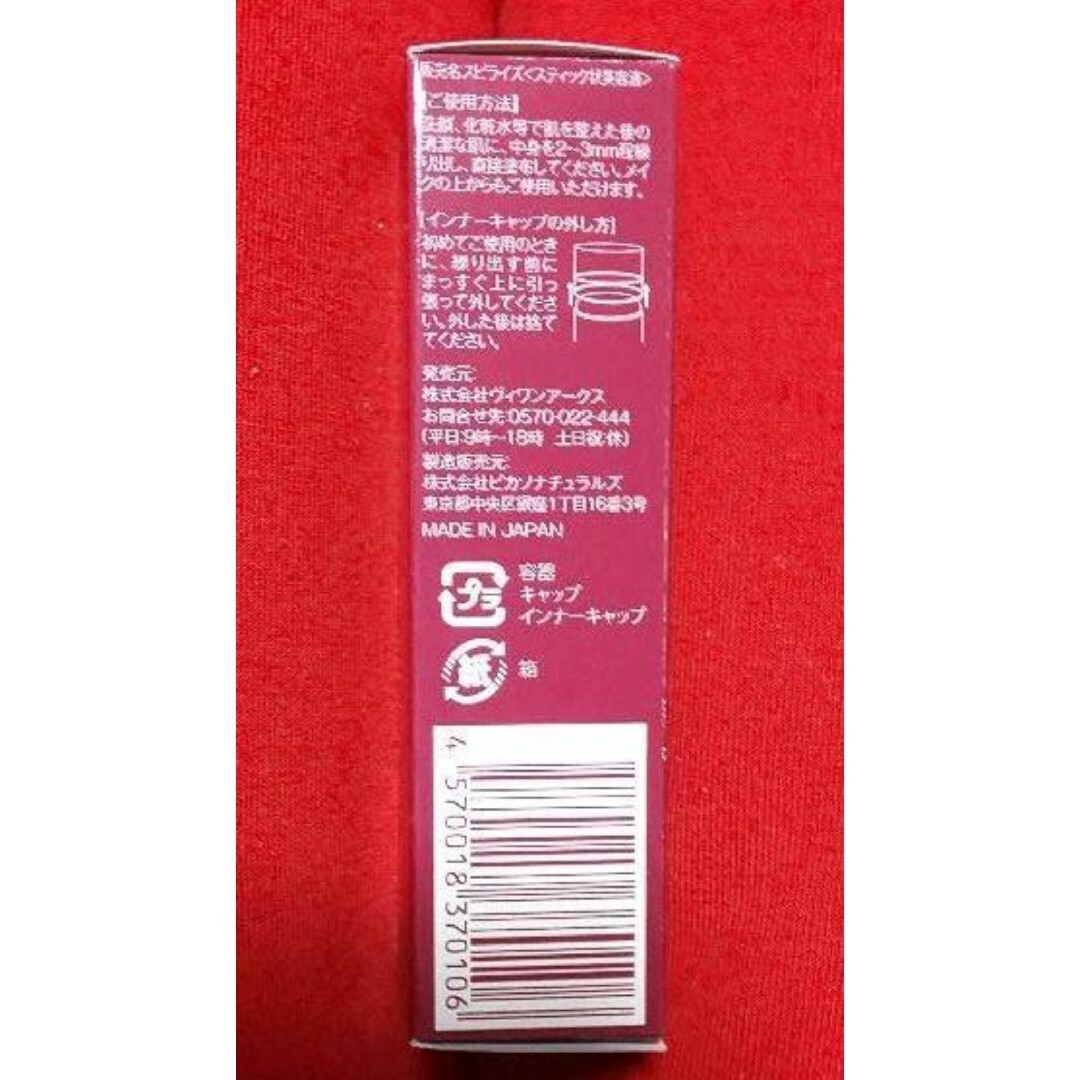 販売名スピライズ<スティック状美容液>
【ご使用方法】
洗顔、化粧水等で肌を整えた後の
清潔な肌に、中身を2〜3mm程繰
り出し、直接塗布してください。メイ
クの上からもご使用いただけます。
【インナーキャップの外し方】
初めてご使用のとき
に、繰り出す前に
まっすぐ上に引っ
張って外してくださ
い。外した後は捨て
てください。
発売元:
株式会社ヴィワンアークス
お問合せ先:0570-022-444
(平日:9時〜18時 土日祝:休)
製造販売元:
株式会社ピカソナチュラルズ
東京都中央区銀座1丁目16番3号
MADE IN JAPAN
プラ
容器
キャップ
インナーキャップ
紙
箱
4 570018 370106